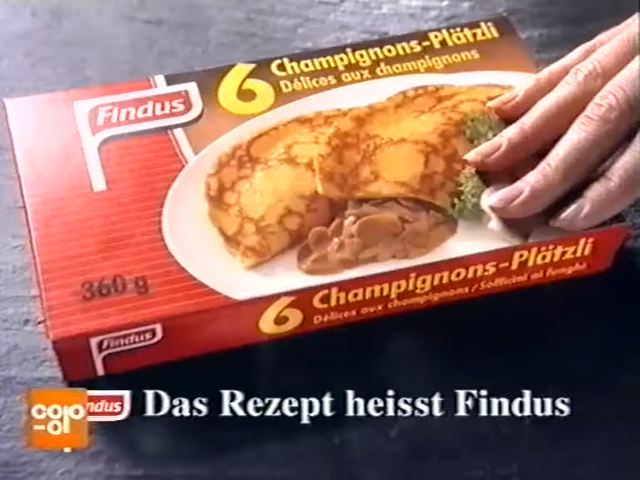 6 Champignons-Plätzli
Délices aux champignons
Findus
360 g
6 Champignons-Plätzli
Délices aux champignons / Sofficini ai funghi
Findus
Findus
coop
Das Rezept heisst Findus